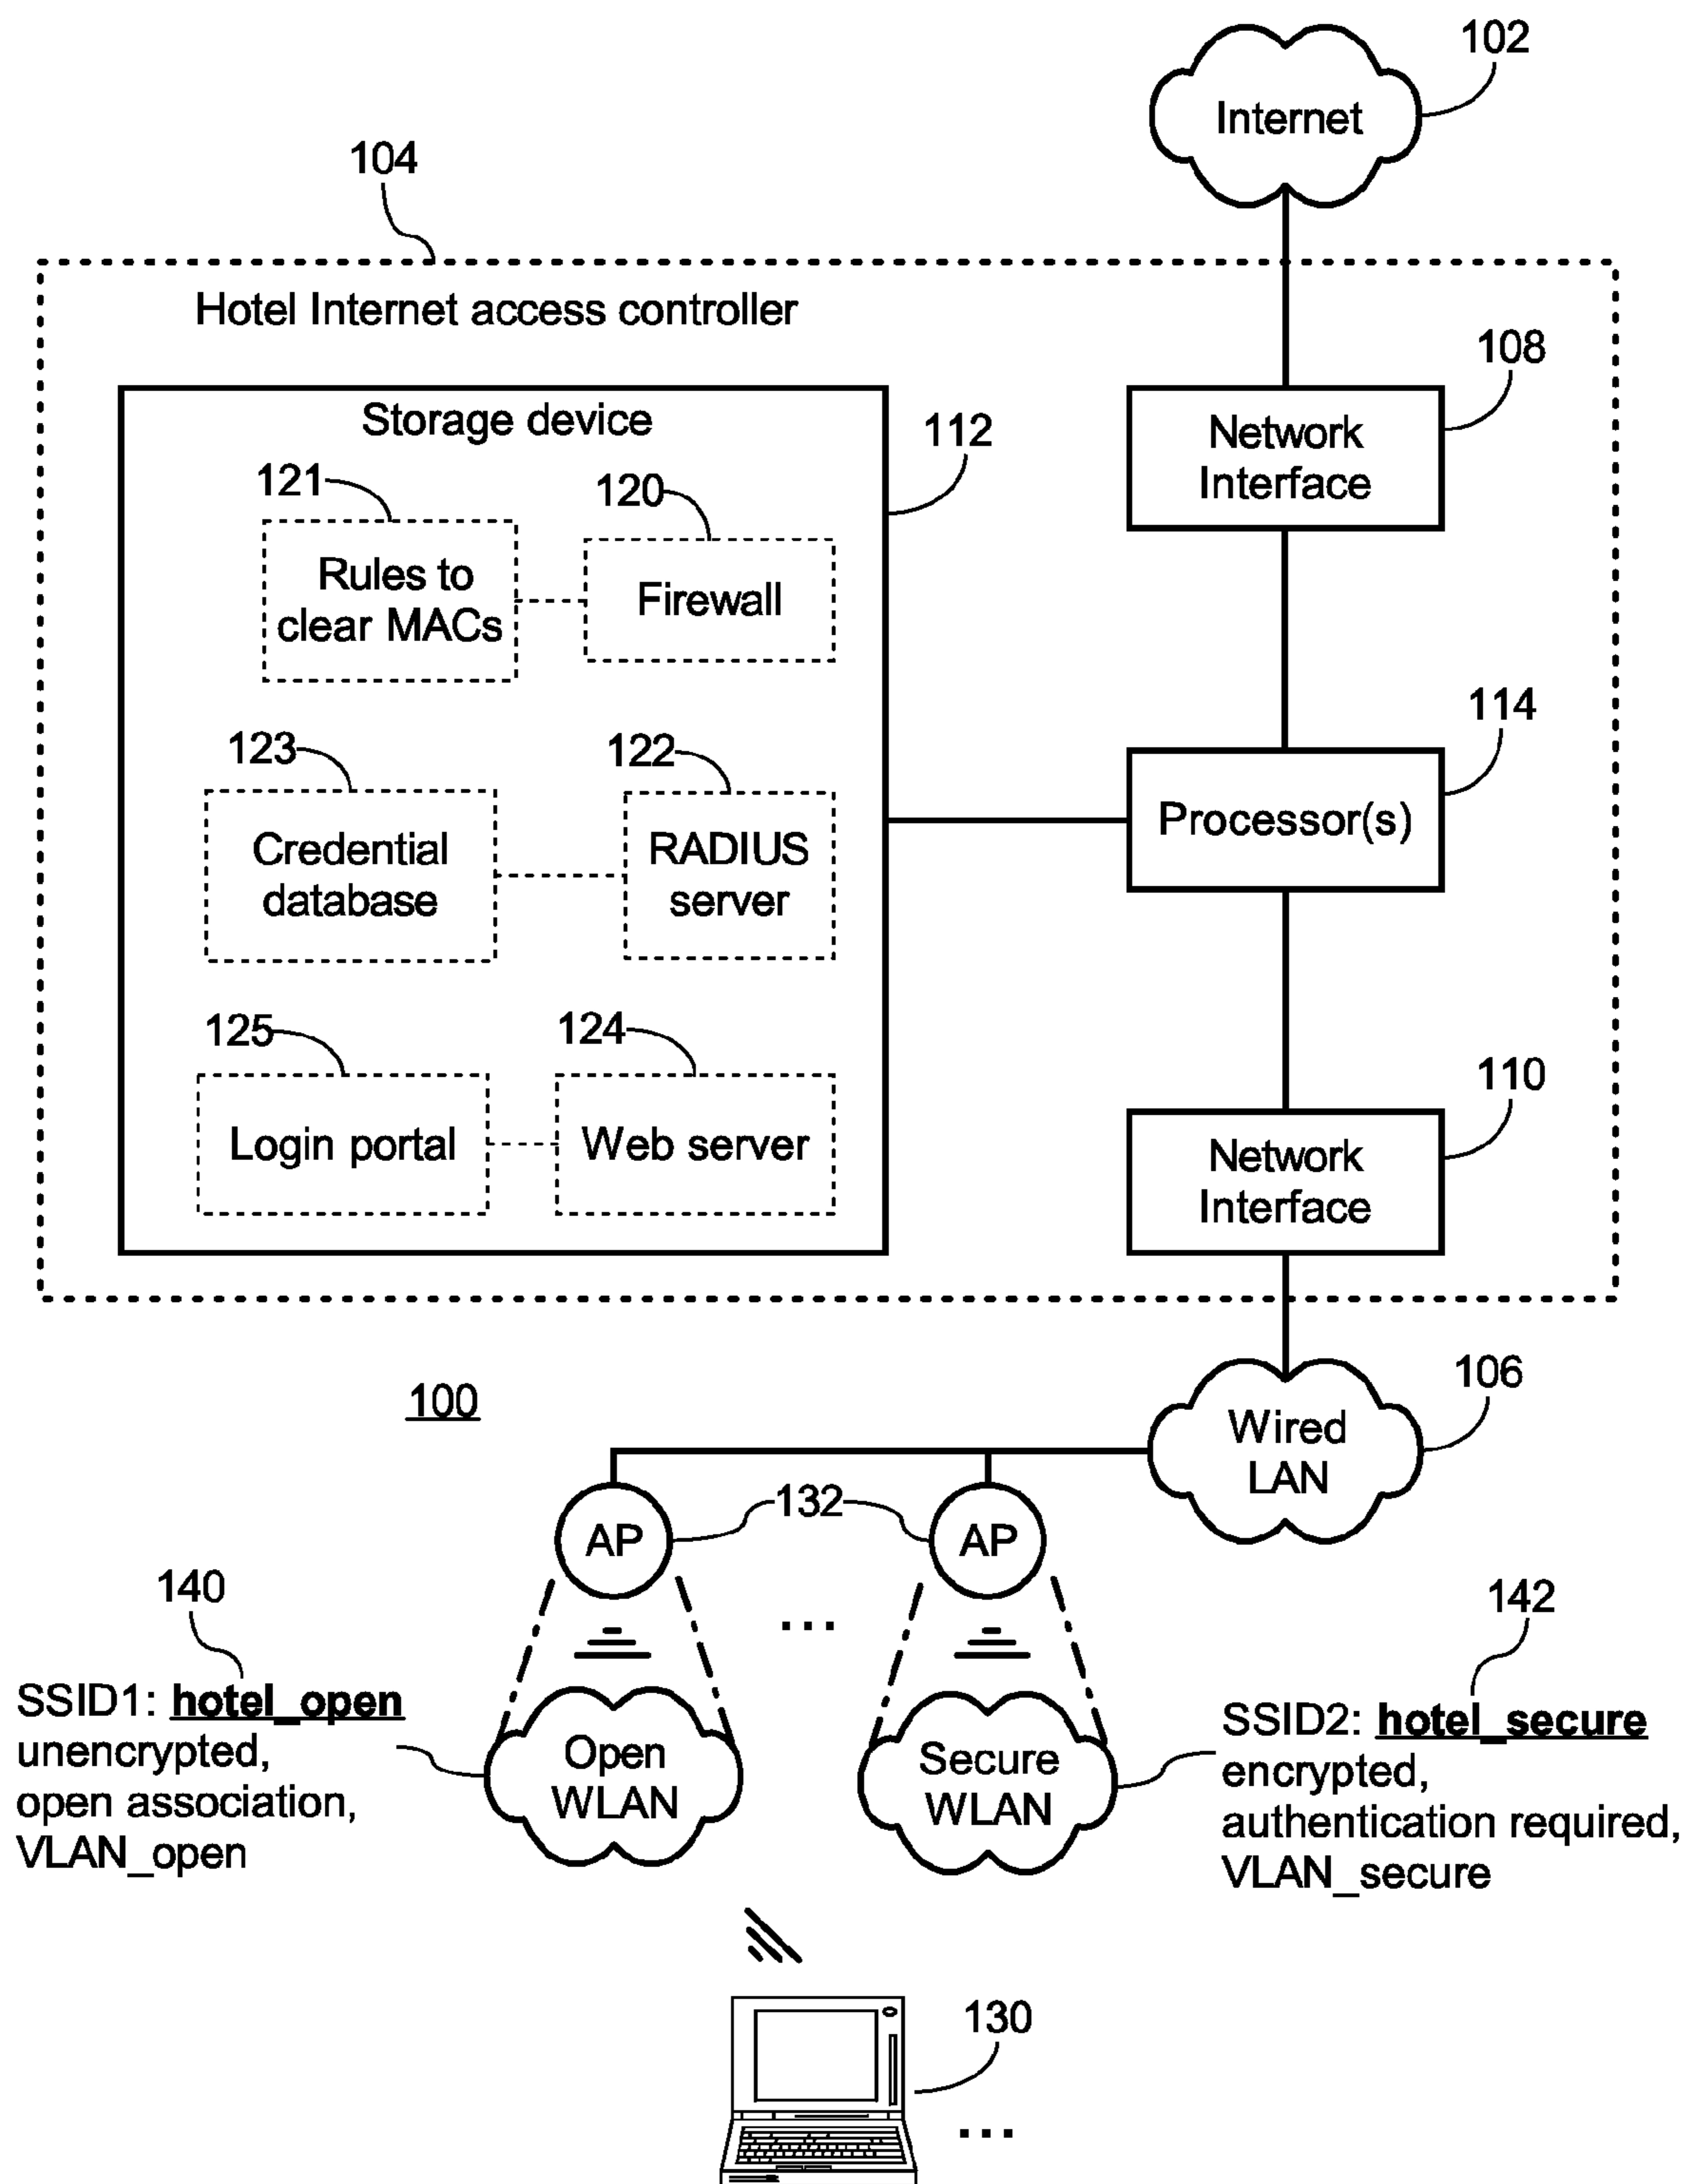 102
Internet
104
Hotel Internet access controller
108
Network
Interface
Storage device
112
121
120
Rules to
clear MACs
Firewall
114
Processor(s)
123
122
Credential
database
RADIUS
server
125
124
Login portal
Web server
110
Network
Interface
100
106
Wired
LAN
132
AP
AP
140
...
142
SSID1: hotel_open
unencrypted,
open association,
VLAN_open
Open
WLAN
Secure
WLAN
SSID2: hotel_secure
encrypted,
authentication required,
VLAN_secure
130
...